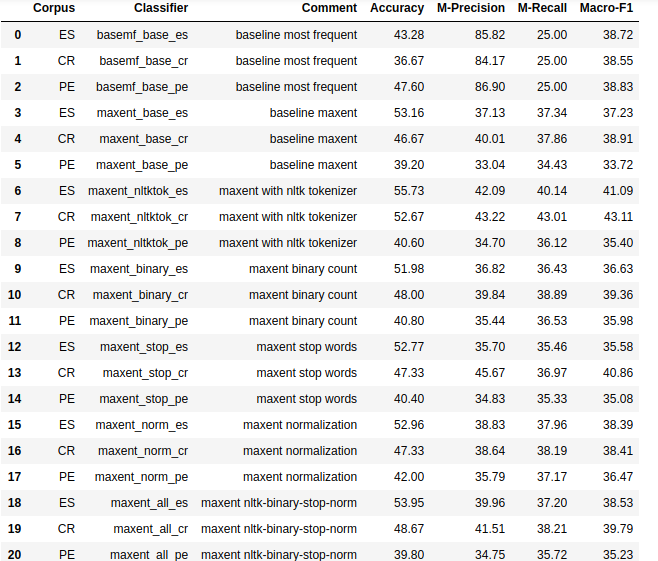 Corpus Classifier Comment Accuracy M-Precision M-Recall Macro-F1
0 ES basemf_base_es baseline most frequent 43.28 85.82 25.00 38.72
1 CR basemf_base_cr baseline most frequent 36.67 84.17 25.00 38.55
2 PE basemf_base_pe baseline most frequent 47.60 86.90 25.00 38.83
3 ES maxent_base_es baseline maxent 53.16 37.13 37.34 37.23
4 CR maxent_base_cr baseline maxent 46.67 40.01 37.86 38.91
5 PE maxent_base_pe baseline maxent 39.20 33.04 34.43 33.72
6 ES maxent_nltktok_es maxent with nltk tokenizer 55.73 42.09 40.14 41.09
7 CR maxent_nltktok_cr maxent with nltk tokenizer 52.67 43.22 43.01 43.11
8 PE maxent_nltktok_pe maxent with nltk tokenizer 40.60 34.70 36.12 35.40
9 ES maxent_binary_es maxent binary count 51.98 36.82 36.43 36.63
10 CR maxent_binary_cr maxent binary count 48.00 39.84 38.89 39.36
11 PE maxent_binary_pe maxent binary count 40.80 35.44 36.53 35.98
12 ES maxent_stop_es maxent stop words 52.77 35.70 35.46 35.58
13 CR maxent_stop_cr maxent stop words 47.33 45.67 36.97 40.86
14 PE maxent_stop_pe maxent stop words 40.40 34.83 35.33 35.08
15 ES maxent_norm_es maxent normalization 52.96 38.83 37.96 38.39
16 CR maxent_norm_cr maxent normalization 47.33 38.64 38.19 38.41
17 PE maxent_norm_pe maxent normalization 42.00 35.79 37.17 36.47
18 ES maxent_all_es maxent nltk-binary-stop-norm 53.95 39.96 37.20 38.53
19 CR maxent_all_cr maxent nltk-binary-stop-norm 48.67 41.51 38.21 39.79
20 PE maxent_all_pe maxent nltk-binary-stop-norm 39.80 34.75 35.72 35.23